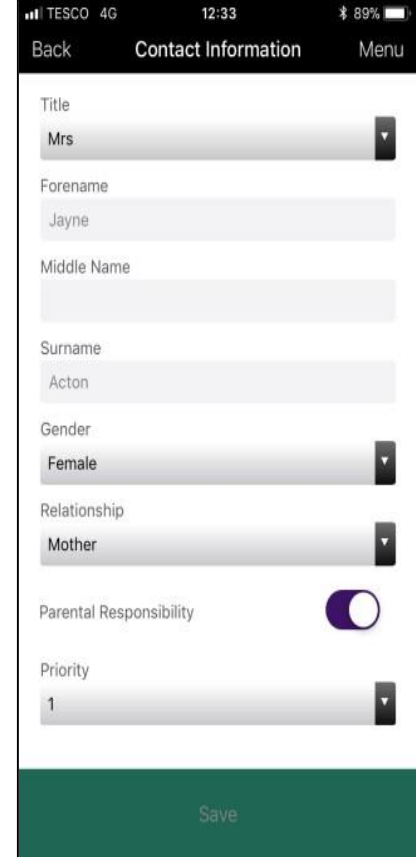 TESCO 4G 12:33 89%
Back Contact Information Menu
Title
Mrs
Forename
Jayne
Middle Name
Surname
Acton
Gender
Female
Relationship
Mother
Parental Responsibility
Priority
1
Save